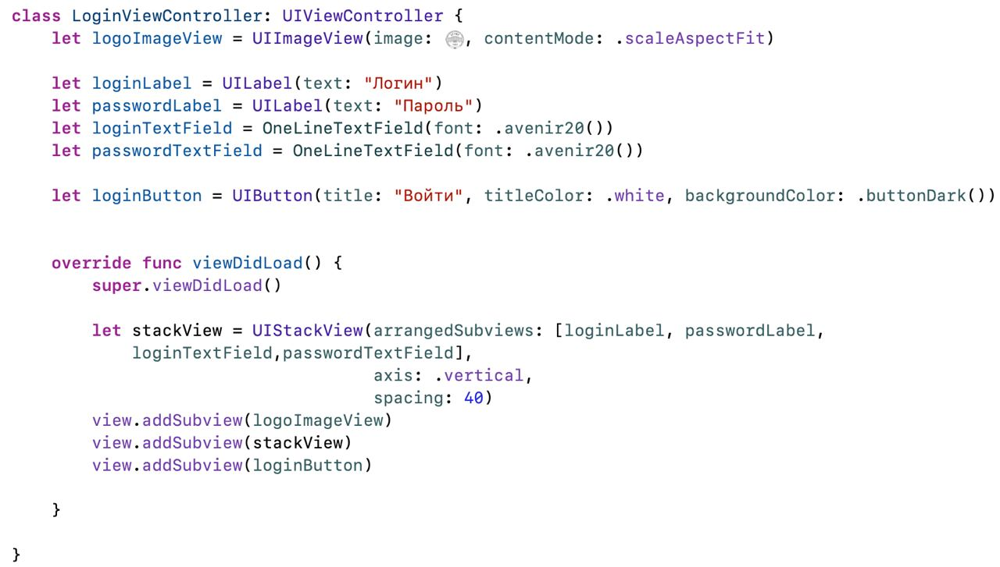 class LoginViewController: UIViewController {
let logoImageView = UIImageView(image: , contentMode: .scaleAspectFit)
let loginLabel = UILabel(text: "Логин")
let passwordLabel = UILabel(text: "Пароль")
let loginTextField = OneLineTextField(font: .avenir20())
let passwordTextField = OneLineTextField(font: .avenir20())
let loginButton = UIButton(title: "Войти", titleColor: .white, backgroundColor: .buttonDark())
override func viewDidLoad() {
super.viewDidLoad()
let stackView = UIStackView(arrangedSubviews: [loginLabel, passwordLabel,
loginTextField,passwordTextField],
axis: .vertical,
spacing: 40)
view.addSubview(logoImageView)
view.addSubview(stackView)
view.addSubview(loginButton)
}
}